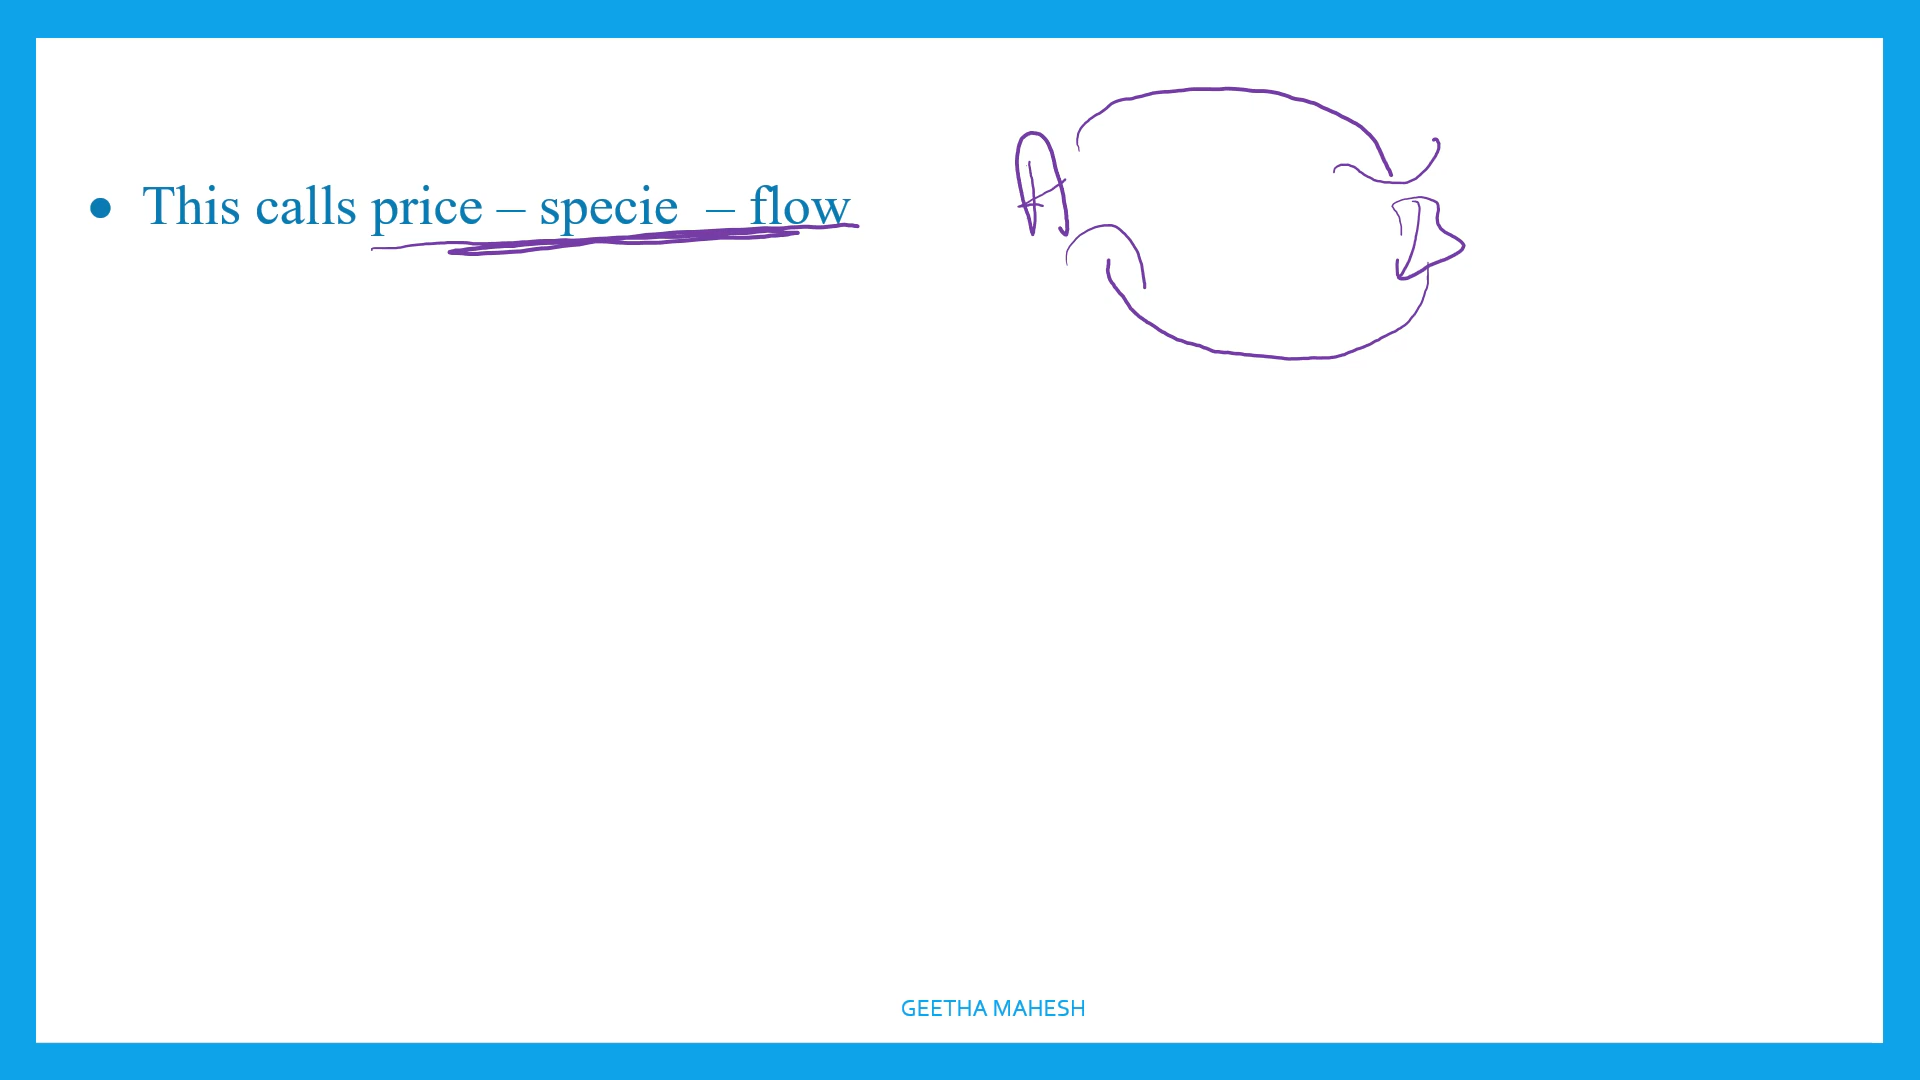 • This calls price – specie – flow
A
B
GEETHA MAHESH